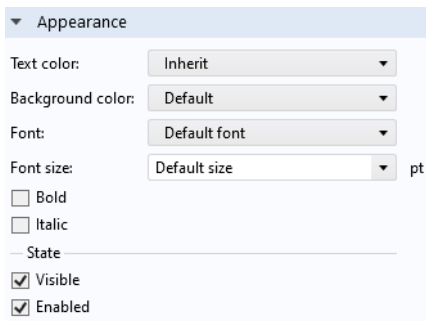 Appearance
Text color: Inherit
Background color: Default
Font: Default font
Font size: Default size pt
Bold
Italic
State
Visible
Enabled